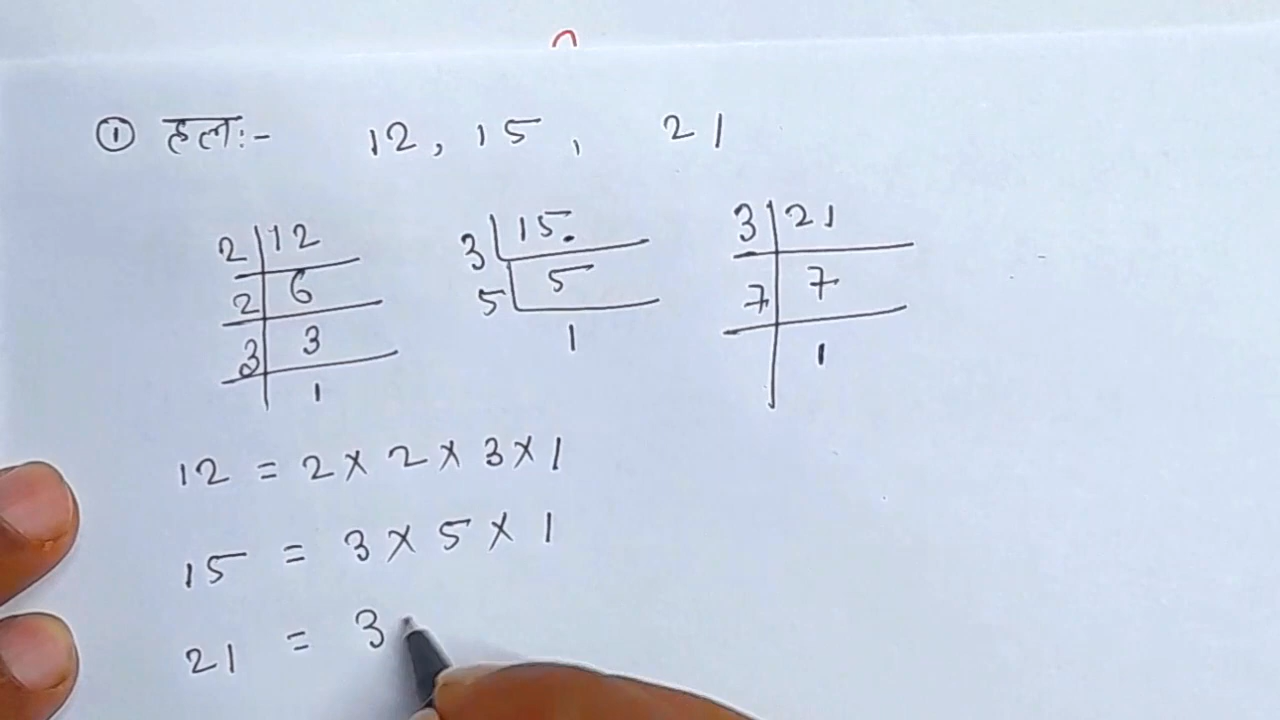 ① हल:- 12, 15, 21
2 12 3 15. 3 21
2 6 5 5 7 7
3 3 1 1
1
12 = 2 × 2 × 3 × 1
15 = 3 × 5 × 1
21 = 3